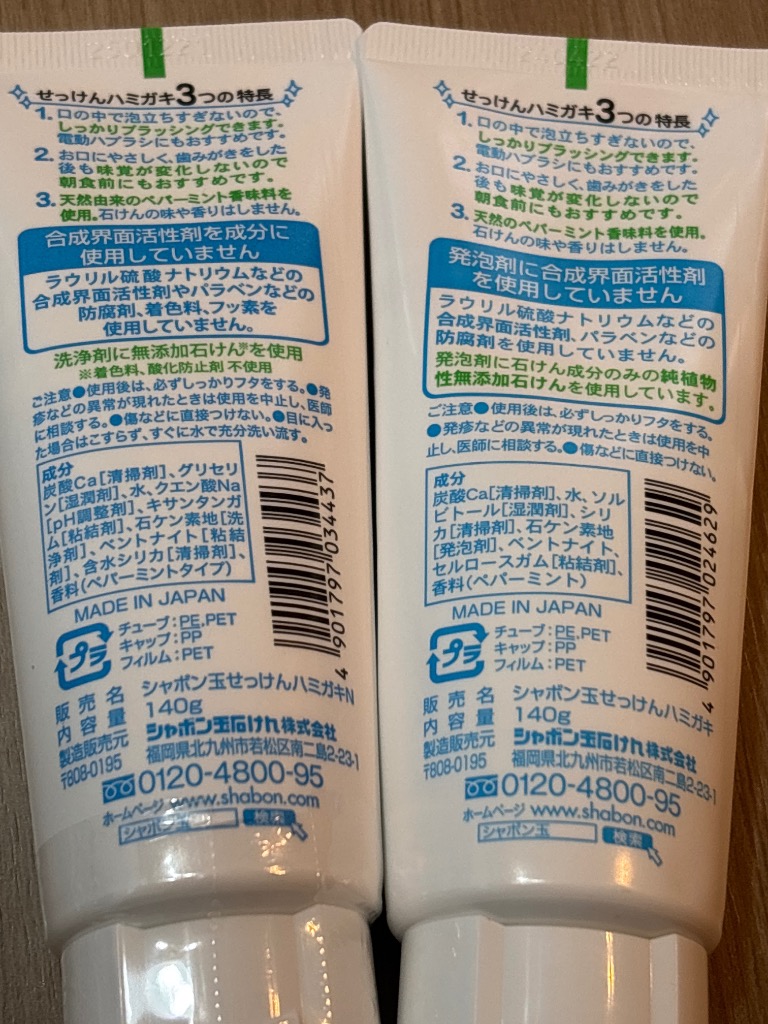 せっけんハミガキ3つの特長
1. 口の中で泡立ちすぎないので、
しっかりブラッシングできます。
電動ハブラシにもおすすめです。
2. お口にやさしく、歯みがきをした
後も味覚が変化しないので
朝食前にもおすすめです。
3. 天然由来のペパーミント香味料を
使用。石けんの味や香りはしません。
合成界面活性剤を成分に
使用していません
ラウリル硫酸ナトリウムなどの
合成界面活性剤やパラベンなどの
防腐剤、着色料、フッ素を
使用していません。
洗浄剤に無添加石けん※を使用
※着色料、酸化防止剤 不使用
ご注意●使用後は、必ずしっかりフタをする。●発
疹などの異常が現れたときは使用を中止し、医師
に相談する。●傷などに直接つけない。●目に入っ
た場合はこすらず、すぐに水で充分洗い流す。
成分
炭酸Ca[清掃剤]、グリセリ
ン[湿潤剤]、水、クエン酸Na
[pH調整剤]、キサンタンガ
ム[粘結剤]、石ケン素地[洗
浄剤]、ベントナイト[粘結
剤]、含水シリカ[清掃剤]、
香料(ペパーミントタイプ)
4 901797 034437
MADE IN JAPAN
プラ
チューブ:PE,PET
キャップ:PP
フィルム:PET
販売名 シャボン玉せっけんハミガキN
内容量 140g
製造販売元 シャボン玉石けん株式会社
〒808-0195 福岡県北九州市若松区南二島2-23-1
0120-4800-95
ホームページ www.shabon.com
シャボン玉 検索
せっけんハミガキ3つの特長
1. 口の中で泡立ちすぎないので、
しっかりブラッシングできます。
電動ハブラシにもおすすめです。
2. お口にやさしく、歯みがきをした
後も味覚が変化しないので
朝食前にもおすすめです。
3. 天然のペパーミント香味料を使用。
石けんの味や香りはしません。
発泡剤に合成界面活性剤
を使用していません
ラウリル硫酸ナトリウムなどの
合成界面活性剤、パラベンなどの
防腐剤を使用していません。
発泡剤に石けん成分のみの純植物
性無添加石けんを使用しています。
ご注意●使用後は、必ずしっかりフタをする。
●発疹などの異常が現れたときは使用を中
止し、医師に相談する。●傷などに直接つけない。
成分
炭酸Ca[清掃剤]、水、ソル
ビトール[湿潤剤]、シリ
カ[清掃剤]、石ケン素地
[発泡剤]、ベントナイト、
セルロースガム[粘結剤]、
香料(ペパーミント)
4 901797 024629
MADE IN JAPAN
プラ
チューブ:PE,PET
キャップ:PP
フィルム:PET
販売名 シャボン玉せっけんハミガキ
内容量 140g
製造販売元 シャボン玉石けん株式会社
〒808-0195 福岡県北九州市若松区南二島2-23-1
0120-4800-95
ホームページ www.shabon.com
シャボン玉 検索